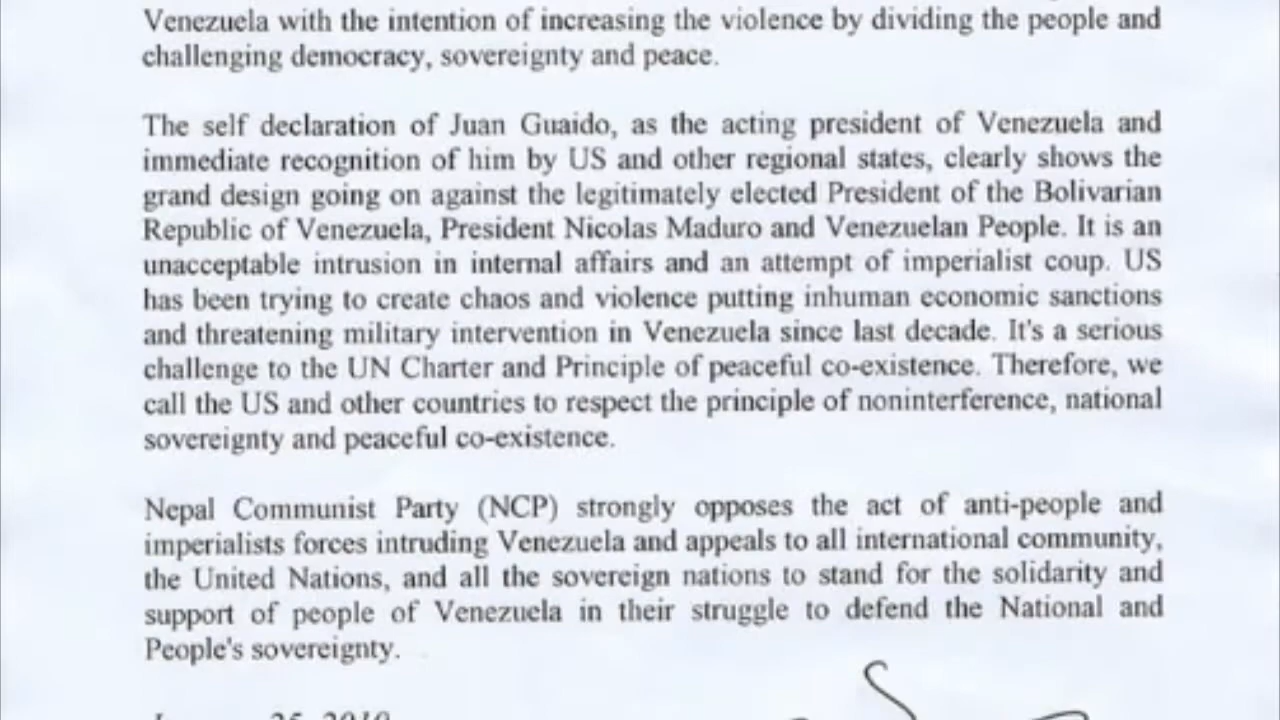 Venezuela with the intention of increasing the violence by dividing the people and
challenging democracy, sovereignty and peace.
The self declaration of Juan Guaido, as the acting president of Venezuela and
immediate recognition of him by US and other regional states, clearly shows the
grand design going on against the legitimately elected President of the Bolivarian
Republic of Venezuela, President Nicolas Maduro and Venezuelan People. It is an
unacceptable intrusion in internal affairs and an attempt of imperialist coup. US
has been trying to create chaos and violence putting inhuman economic sanctions
and threatening military intervention in Venezuela since last decade. It's a serious
challenge to the UN Charter and Principle of peaceful co-existence. Therefore, we
call the US and other countries to respect the principle of noninterference, national
sovereignty and peaceful co-existence.
Nepal Communist Party (NCP) strongly opposes the act of anti-people and
imperialists forces intruding Venezuela and appeals to all international community,
the United Nations, and all the sovereign nations to stand for the solidarity and
support of people of Venezuela in their struggle to defend the National and
People's sovereignty.
25, 2019